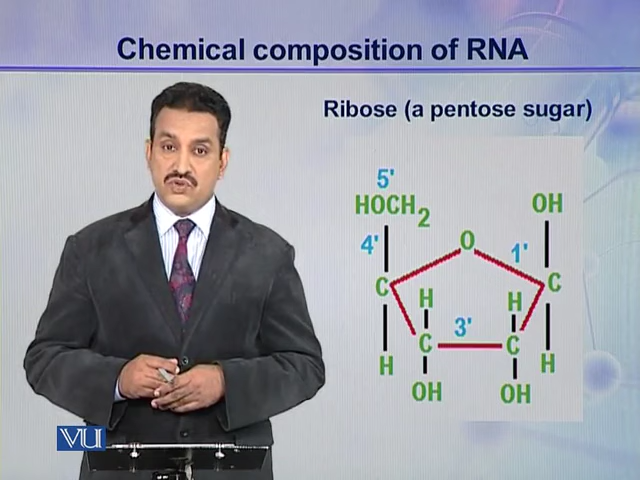 Chemical composition of RNA
Ribose (a pentose sugar)
5'
HOCH2 OH
4' O 1'
C H H C
3'
C C
H H
OH OH
VU